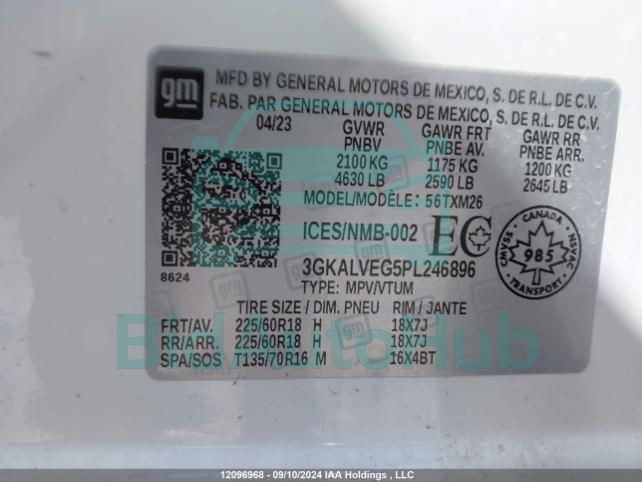 gm
MFD BY GENERAL MOTORS DE MEXICO, S. DE R.L. DE C.V.
FAB. PAR GENERAL MOTORS DE MEXICO, S. DE R.L. DE C.V.
04/23 GVWR GAWR FRT GAWR RR
PNBV PNBE AV. PNBE ARR.
2100 KG 1175 KG 1200 KG
4630 LB 2590 LB 2645 LB
MODEL/MODÈLE: 56TXM26
ICES/NMB-002 EC
CANADA
CMVSS 985 NSVAC
8624
3GKALVEG5PL246896
TYPE: MPV/VTUM
TIRE SIZE / DIM. PNEU RIM / JANTE
FRT/AV. 225/60R18 H 18X7J
RR/ARR. 225/60R18 H 18X7J
SPA/SOS T135/70R16 M 16X4BT
12096968 - 09/10/2024 IAA Holdings , LLC